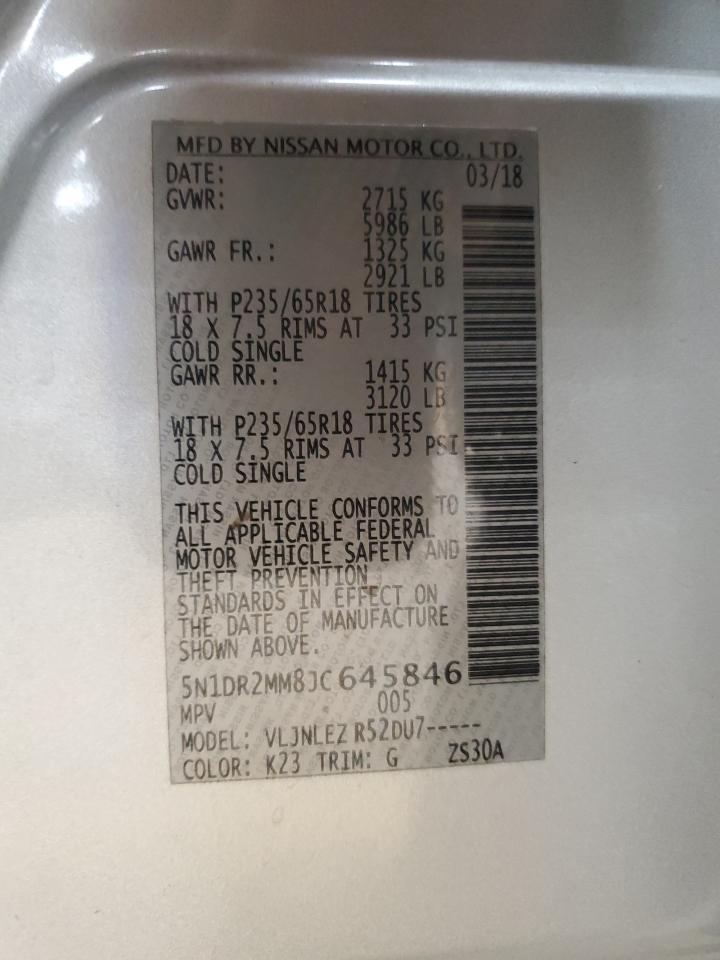 MFD BY NISSAN MOTOR CO., LTD.
DATE: 03/18
GVWR: 2715 KG
5986 LB
GAWR FR.: 1325 KG
2921 LB
WITH P235/65R18 TIRES
18 X 7.5 RIMS AT 33 PSI
COLD SINGLE
GAWR RR.: 1415 KG
3120 LB
WITH P235/65R18 TIRES
18 X 7.5 RIMS AT 33 PSI
COLD SINGLE
THIS VEHICLE CONFORMS TO
ALL APPLICABLE FEDERAL
MOTOR VEHICLE SAFETY AND
THEFT PREVENTION
STANDARDS IN EFFECT ON
THE DATE OF MANUFACTURE
SHOWN ABOVE.
5N1DR2MM8JC645846
MPV 005
MODEL: VLJNLEZ R52DU7-----
COLOR: K23 TRIM: G ZS30A